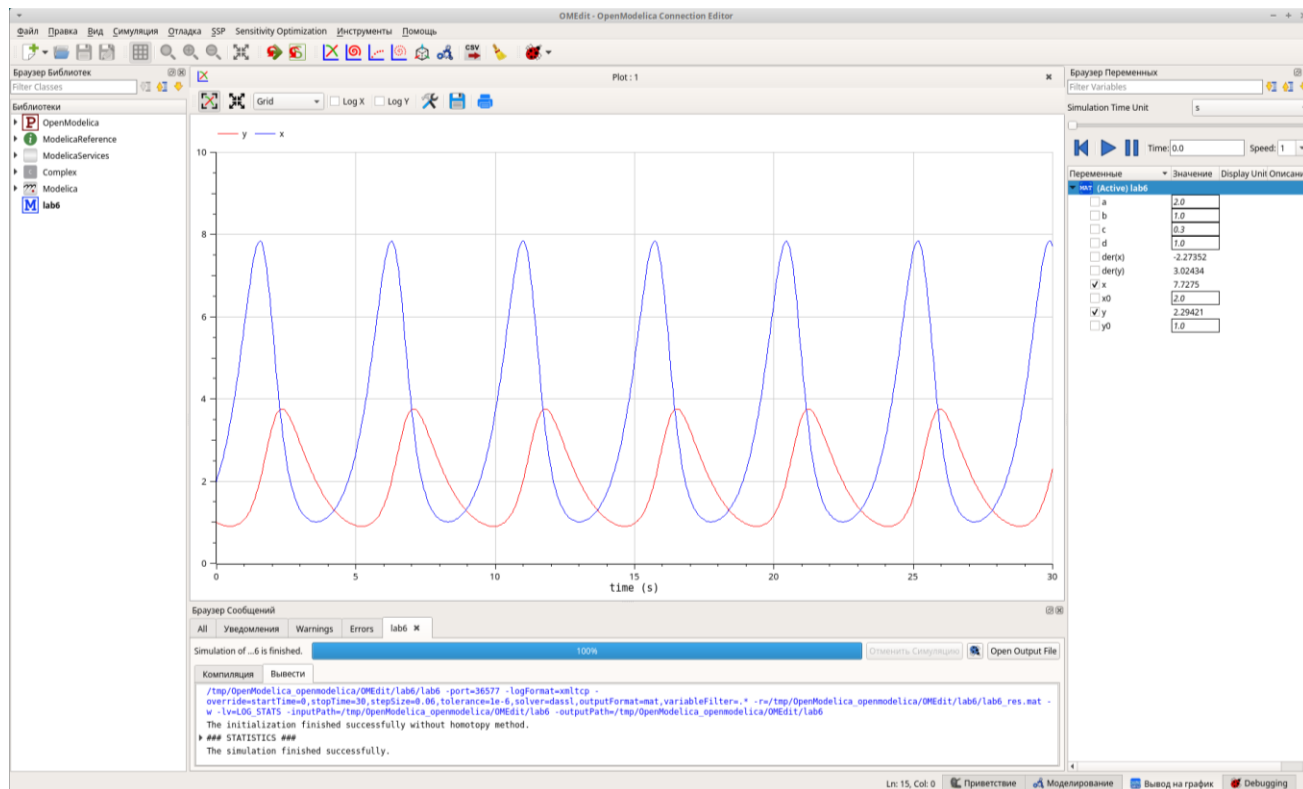 OMEdit - OpenModelica Connection Editor
Файл Правка Вид Симуляция Отладка SSP Sensitivity Optimization Инструменты Помощь
CSV
Браузер Библиотек
Filter Classes
Библиотеки
P OpenModelica
ModelicaReference
ModelicaServices
Complex
Modelica
M lab6
Plot : 1
Grid Log X Log Y
y x
10
8
6
4
2
0
0 5 10 15 20 25 30
time (s)
Браузер Переменных
Filter Variables
Simulation Time Unit s
Time: 0.0 Speed: 1
Переменные Значение Display Unit Описани
MAT (Active) lab6
a 2.0
b 1.0
c 0.3
d 1.0
der(x) -2.27352
der(y) 3.02434
x 7.7275
x0 2.0
y 2.29421
y0 1.0
Браузер Сообщений
All Уведомления Warnings Errors lab6
Simulation of ...6 is finished. 100% Отменить Симуляцию Open Output File
Компиляция Вывести
/tmp/OpenModelica_openmodelica/OMEdit/lab6/lab6 -port=36577 -logFormat=xmltcp -
override=startTime=0,stopTime=30,stepSize=0.06,tolerance=1e-6,solver=dassl,outputFormat=mat,variableFilter=.* -r=/tmp/OpenModelica_openmodelica/OMEdit/lab6/lab6_res.mat -
w -lv=LOG_STATS -inputPath=/tmp/OpenModelica_openmodelica/OMEdit/lab6 -outputPath=/tmp/OpenModelica_openmodelica/OMEdit/lab6
The initialization finished successfully without homotopy method.
### STATISTICS ###
The simulation finished successfully.
Ln: 15, Col: 0 Приветствие Моделирование Вывод на график Debugging